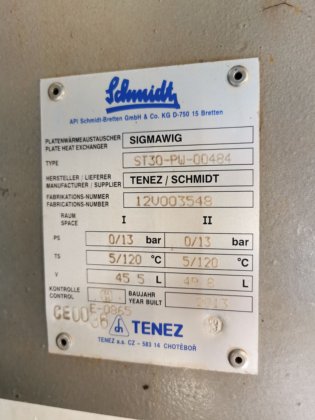 Schmidt
API Schmidt-Bretten GmbH & Co. KG D-750 15 Bretten
PLATENWÄRMEAUSTAUSCHER SIGMAWIG
PLATE HEAT EXCHANGER
TYPE ST30-PW-00484
HERSTELLER / LIEFERER TENEZ / SCHMIDT
MANUFACTURER / SUPPLIER
FABRIKATIONS-NUMMER 12V003548
FABRICATIONS-NUMBER
RAUM I II
SPACE
PS 0/13 bar 0/13 bar
TS 5/120 °C 5/120 °C
V 45.5 L L
KONTROLLE BAUJAHR 2013
CONTROL YEAR BUILT
E-0865
CE
TENEZ
TENEZ a.s. CZ - 583 14 CHOTĚBOŘ